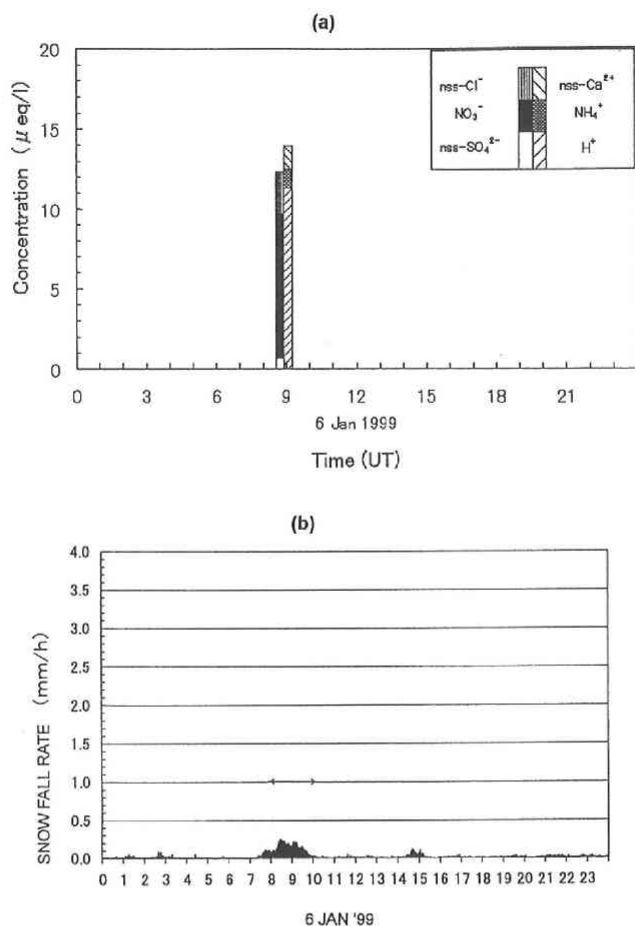 (a)
Concentration (μ eq/l)
20
15
10
5
0
nss-Cl⁻
nss-Ca²⁺
NO₃⁻
NH₄⁺
nss-SO₄²⁻
H⁺
0 3 6 9 12 15 18 21
6 Jan 1999
Time (UT)
(b)
SNOW FALL RATE (mm/h)
4.0
3.5
3.0
2.5
2.0
1.5
1.0
0.5
0.0
0 1 2 3 4 5 6 7 8 9 10 11 12 13 14 15 16 17 18 19 20 21 22 23
6 JAN '99